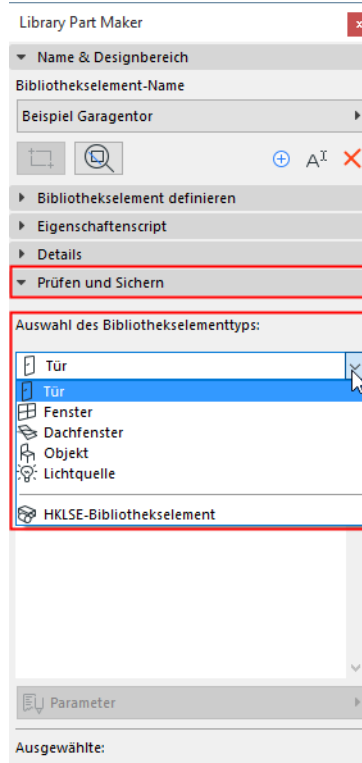 Library Part Maker
Name & Designbereich
Bibliothekselement-Name
Beispiel Garagentor
Bibliothekselement definieren
Eigenschaftenscript
Details
Prüfen und Sichern
Auswahl des Bibliothekselementtyps:
Tür
Tür
Fenster
Dachfenster
Objekt
Lichtquelle
HKLSE-Bibliothekselement
Parameter
Ausgewählte: